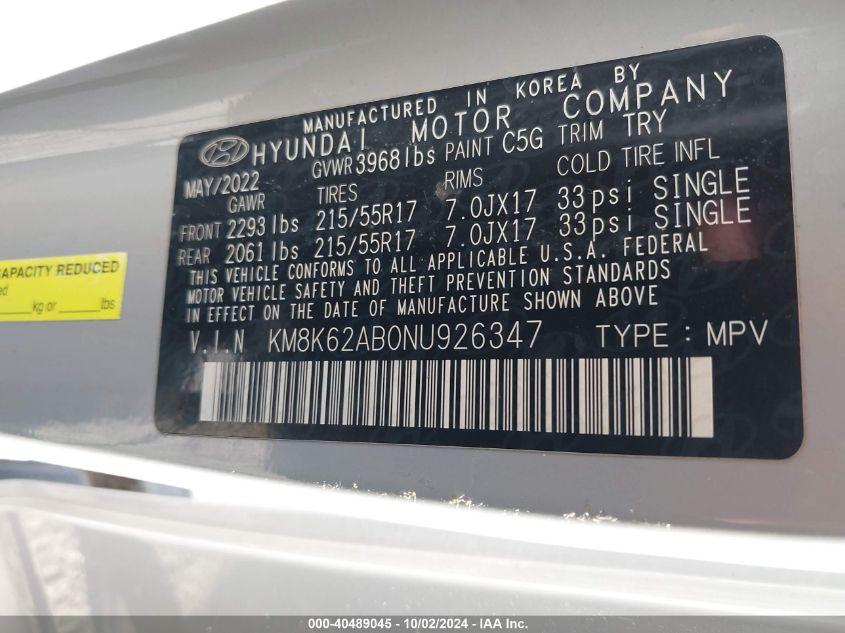 MANUFACTURED IN KOREA BY
HYUNDAI MOTOR COMPANY
MAY/2022 GVWR 3968lbs PAINT C5G TRIM TRY
GAWR TIRES RIMS COLD TIRE INFL
FRONT 2293 lbs 215/55R17 7.0JX17 33psi SINGLE
REAR 2061 lbs 215/55R17 7.0JX17 33psi SINGLE
THIS VEHICLE CONFORMS TO ALL APPLICABLE U.S.A. FEDERAL
MOTOR VEHICLE SAFETY AND THEFT PREVENTION STANDARDS
IN EFFECT ON THE DATE OF MANUFACTURE SHOWN ABOVE
V.I.N KM8K62AB0NU926347 TYPE: MPV
CAPACITY REDUCED
kg or lbs
000-40489045 - 10/02/2024 - IAA Inc.